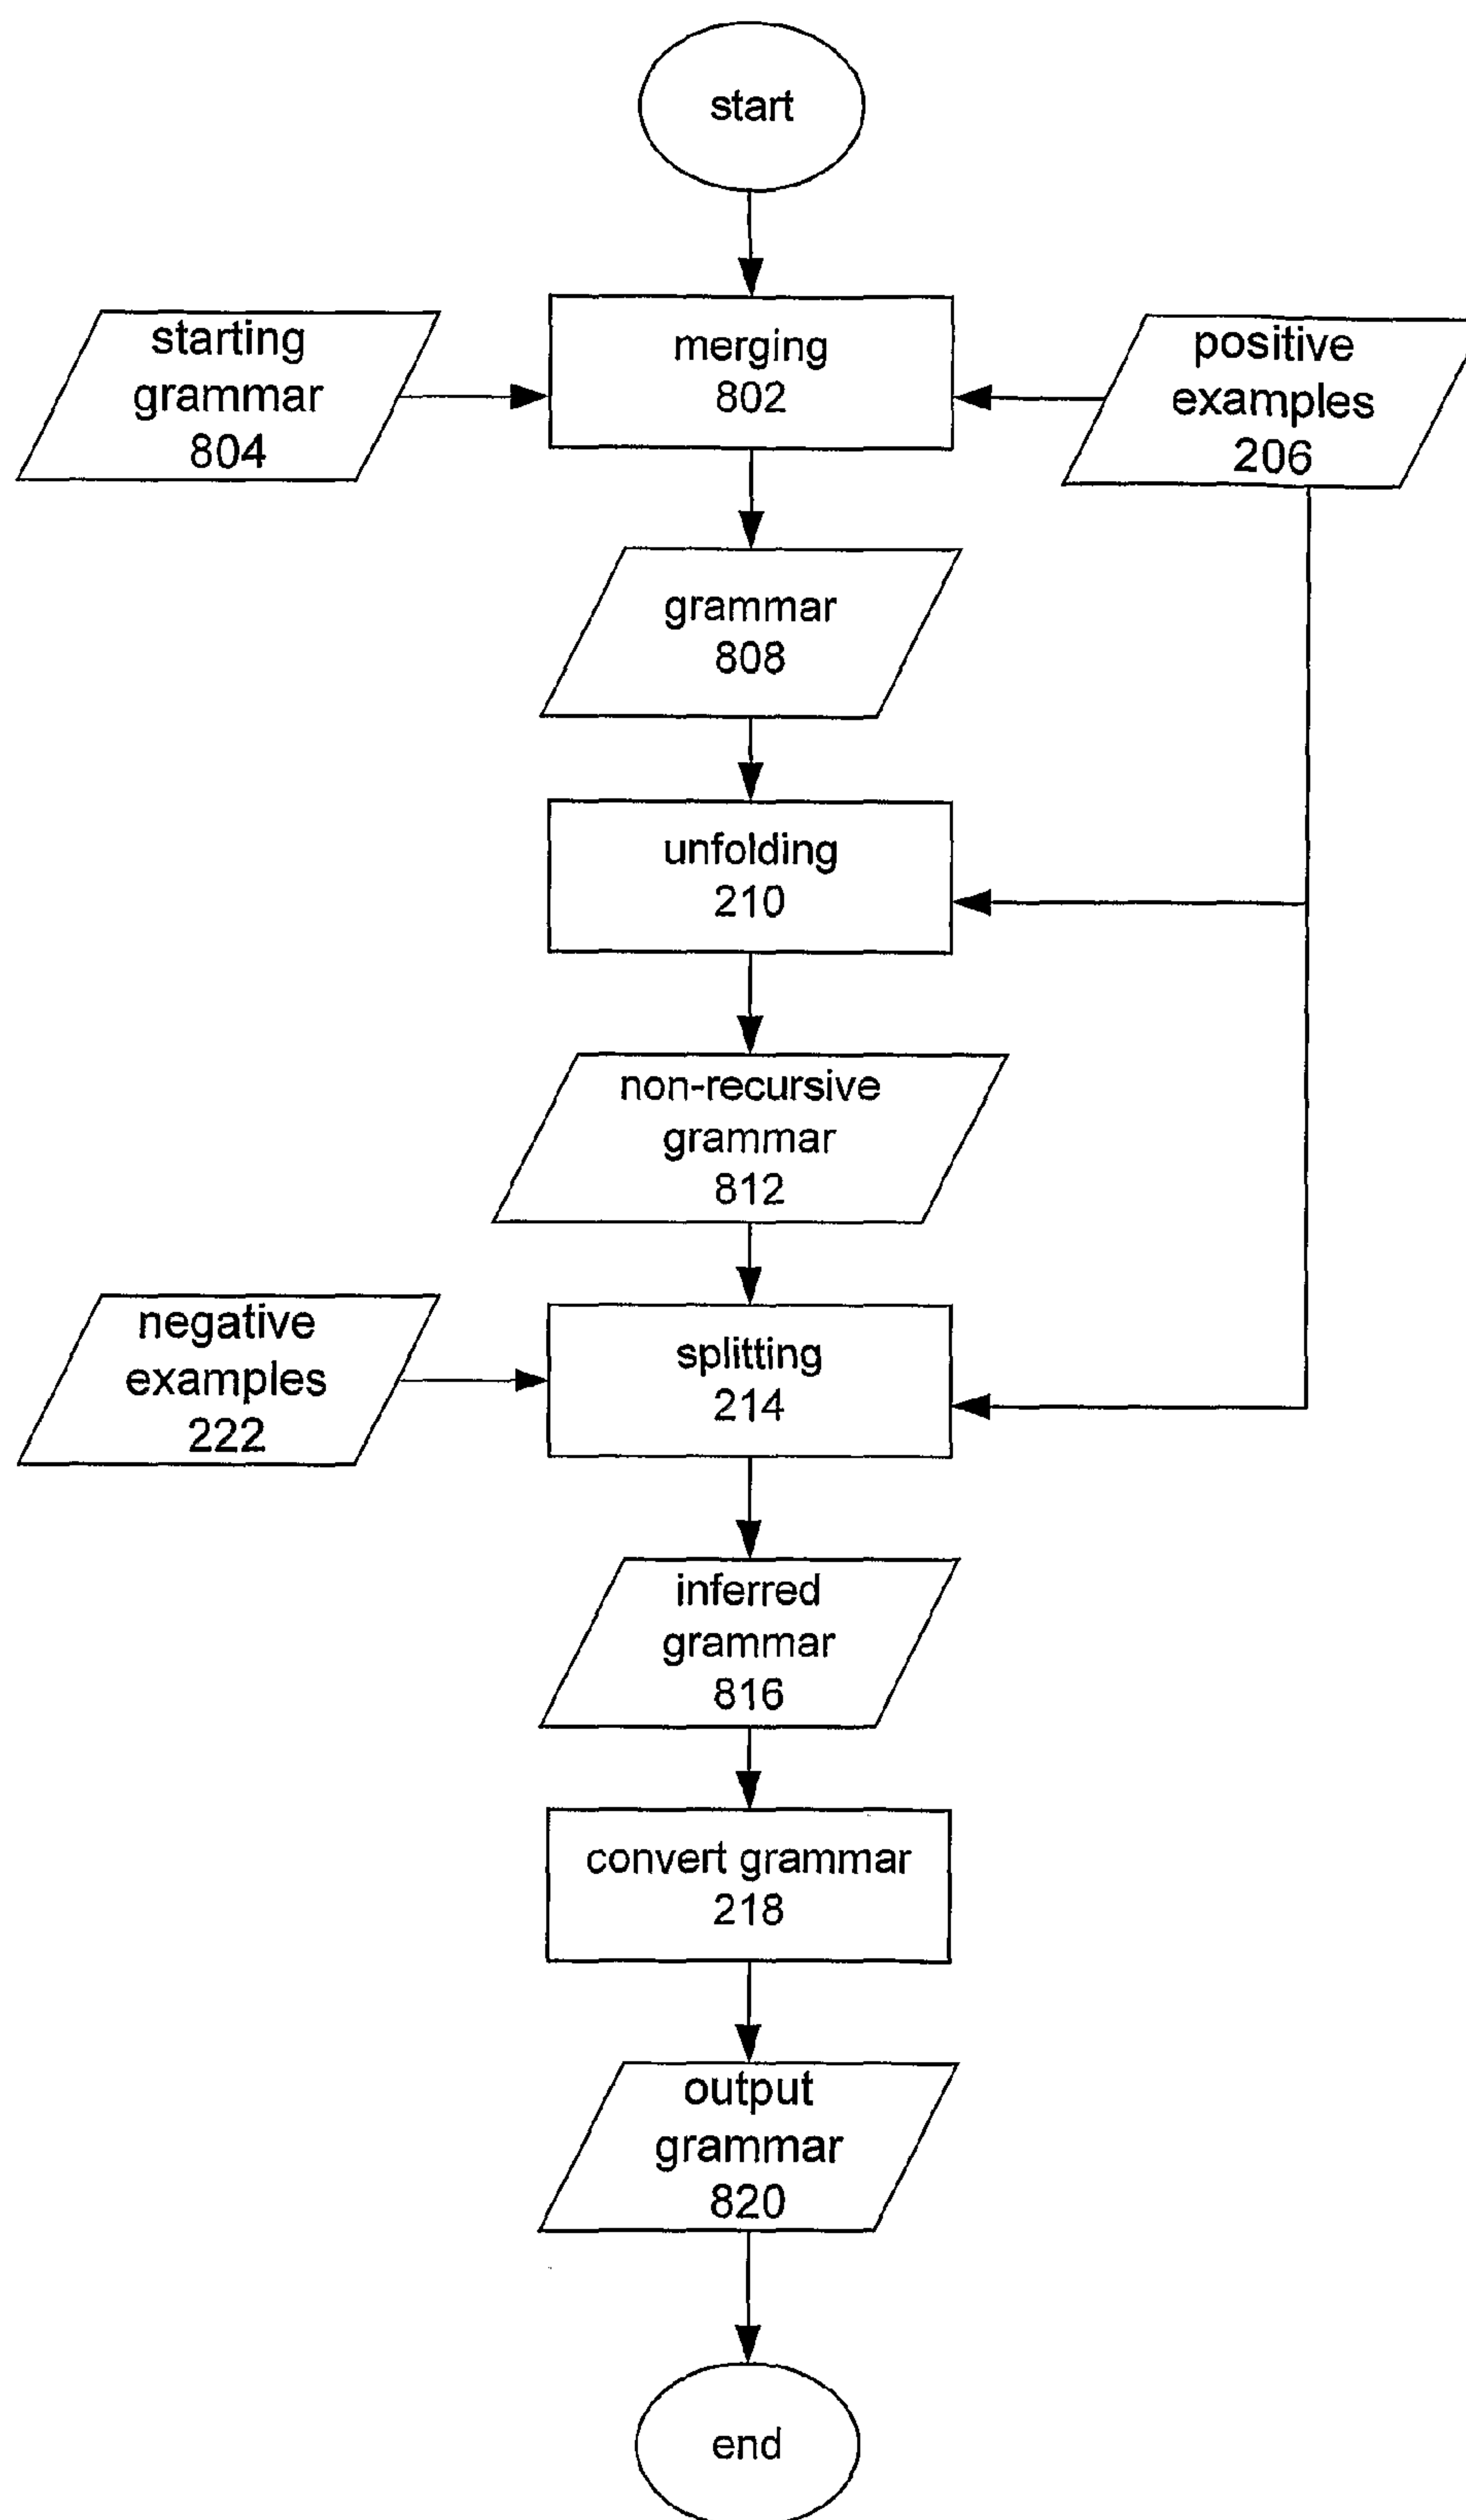 start
starting
grammar
804
merging
802
positive
examples
206
grammar
808
unfolding
210
non-recursive
grammar
812
negative
examples
222
splitting
214
inferred
grammar
816
convert grammar
218
output
grammar
820
end